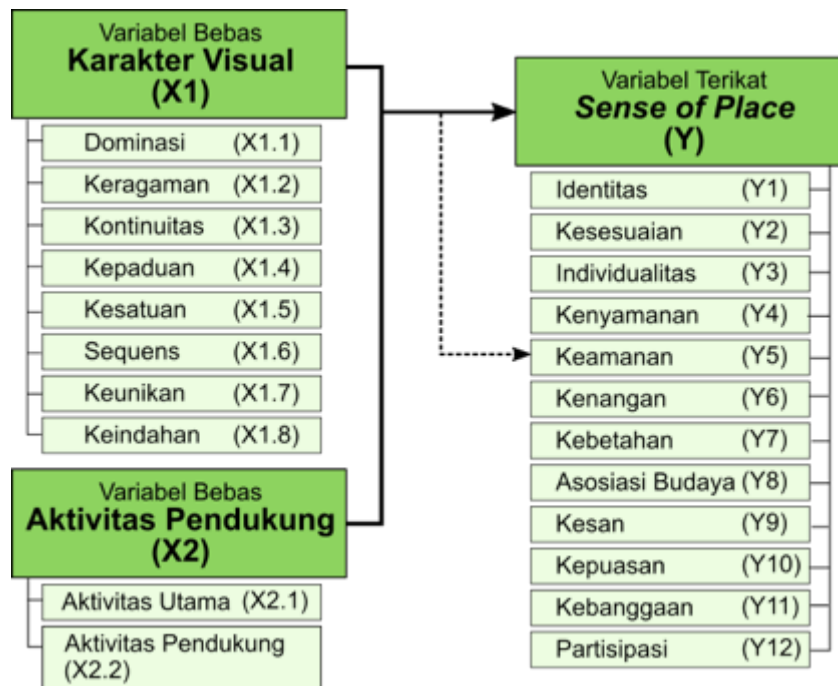 Variabel Bebas
Karakter Visual
(X1)
Dominasi (X1.1)
Keragaman (X1.2)
Kontinuitas (X1.3)
Kepaduan (X1.4)
Kesatuan (X1.5)
Sequens (X1.6)
Keunikan (X1.7)
Keindahan (X1.8)
Variabel Bebas
Aktivitas Pendukung
(X2)
Aktivitas Utama (X2.1)
Aktivitas Pendukung
(X2.2)
Variabel Terikat
Sense of Place
(Y)
Identitas (Y1)
Kesesuaian (Y2)
Individualitas (Y3)
Kenyamanan (Y4)
Keamanan (Y5)
Kenangan (Y6)
Kebetahan (Y7)
Asosiasi Budaya (Y8)
Kesan (Y9)
Kepuasan (Y10)
Kebanggaan (Y11)
Partisipasi (Y12)